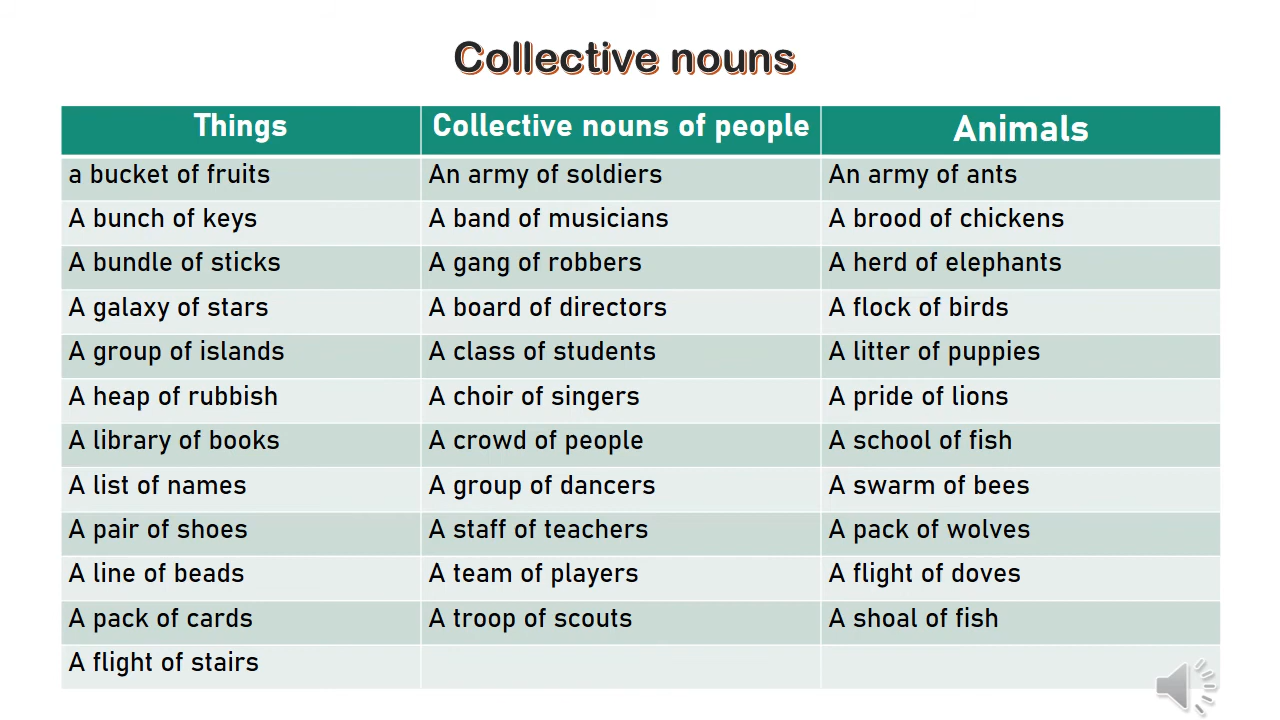 Collective nouns
Things Collective nouns of people Animals
a bucket of fruits An army of soldiers An army of ants
A bunch of keys A band of musicians A brood of chickens
A bundle of sticks A gang of robbers A herd of elephants
A galaxy of stars A board of directors A flock of birds
A group of islands A class of students A litter of puppies
A heap of rubbish A choir of singers A pride of lions
A library of books A crowd of people A school of fish
A list of names A group of dancers A swarm of bees
A pair of shoes A staff of teachers A pack of wolves
A line of beads A team of players A flight of doves
A pack of cards A troop of scouts A shoal of fish
A flight of stairs